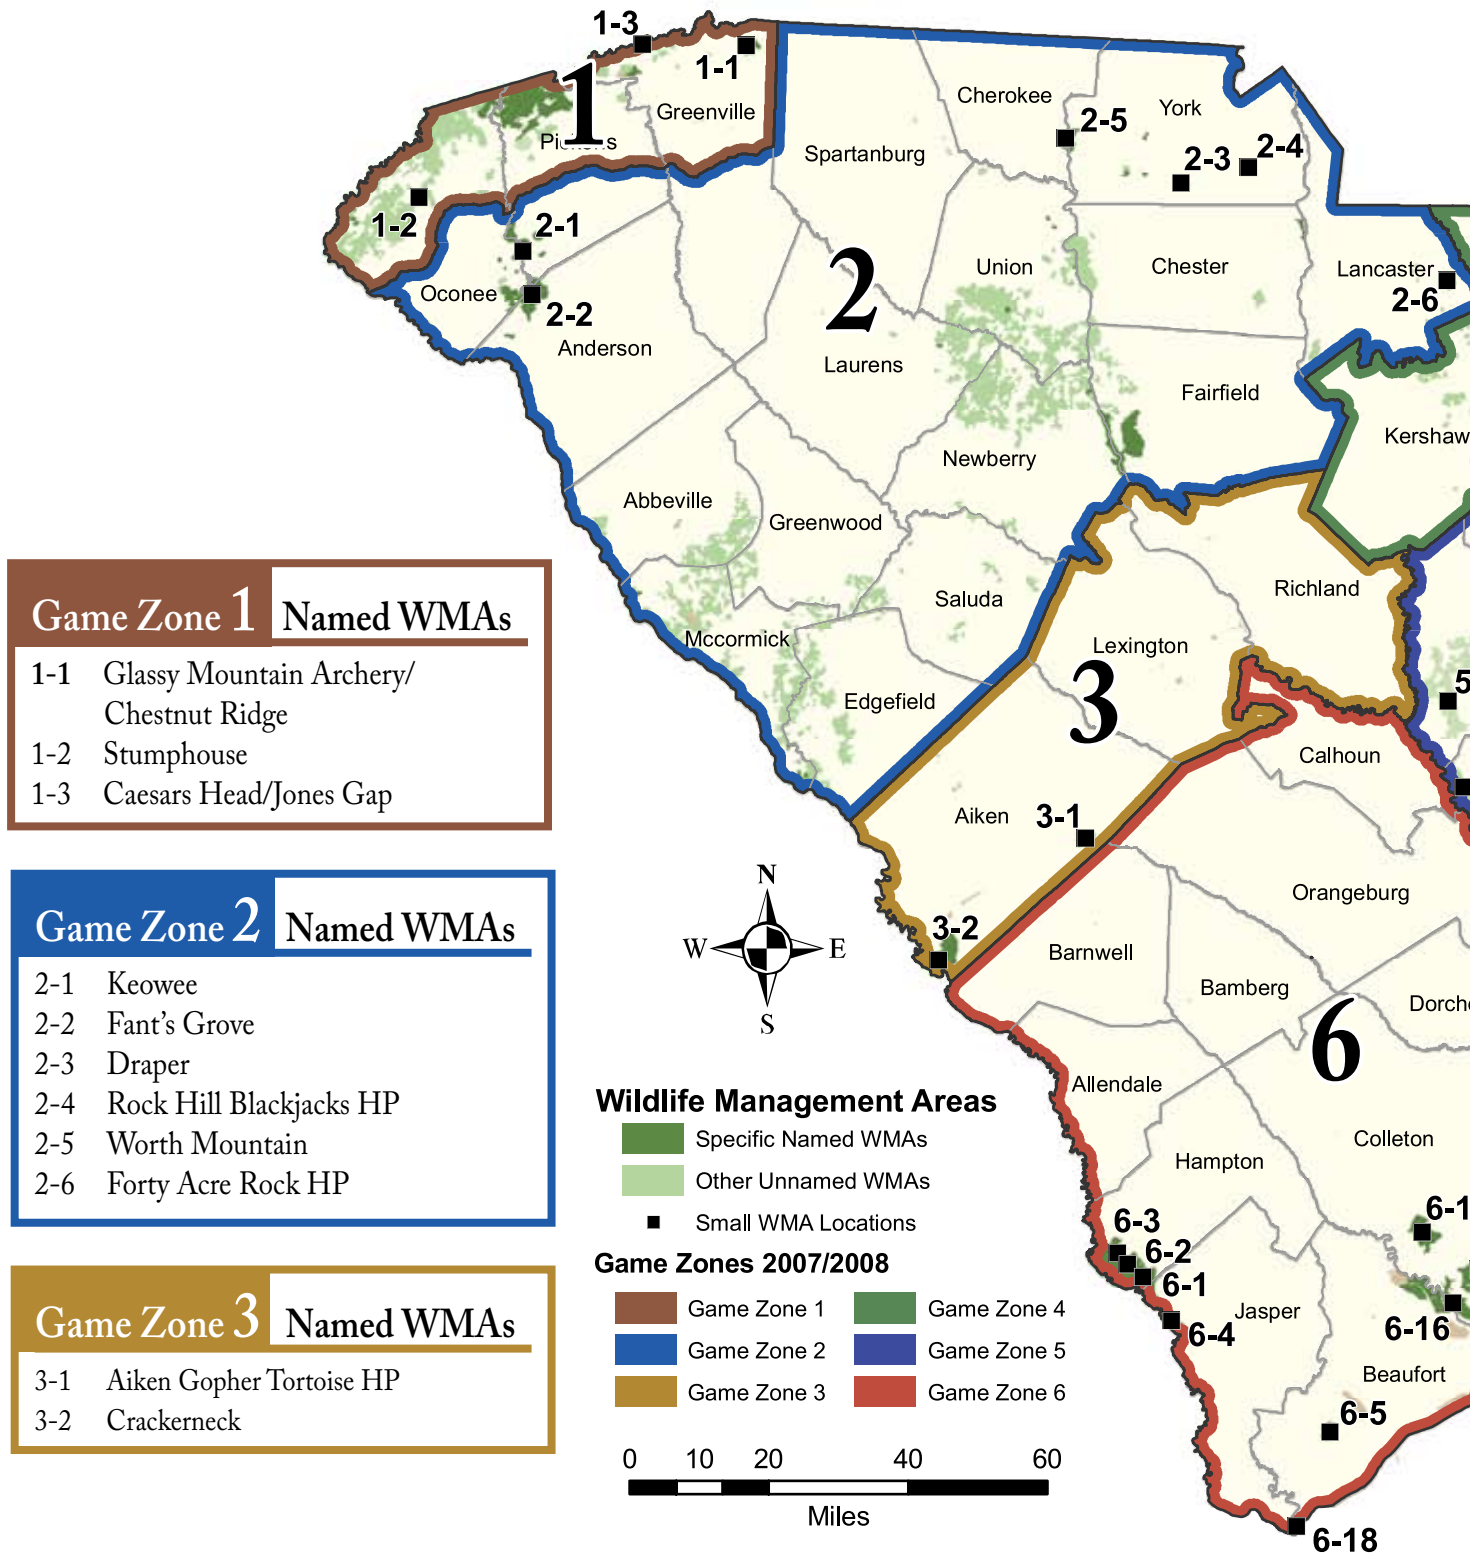 1-3
1-1
1
Greenville
Pickens
1-2
Cherokee
2-5
York
2-3
2-4
Spartanburg
2-1
Oconee
2-2
Anderson
2
Union
Chester
Lancaster
2-6
Laurens
Fairfield
Kershaw
Newberry
Abbeville
Greenwood
Saluda
Richland
Mccormick
Lexington
Edgefield
3
5
Calhoun
Aiken
3-1
Orangeburg
3-2
Barnwell
Bamberg
6
Dorche
Allendale
Colleton
Hampton
6-3
6-2
6-1
6-4
6-1
Jasper
6-16
Beaufort
6-5
6-18
Game Zone 1 Named WMAs
1-1 Glassy Mountain Archery/
Chestnut Ridge
1-2 Stumphouse
1-3 Caesars Head/Jones Gap
Game Zone 2 Named WMAs
2-1 Keowee
2-2 Fant's Grove
2-3 Draper
2-4 Rock Hill Blackjacks HP
2-5 Worth Mountain
2-6 Forty Acre Rock HP
Game Zone 3 Named WMAs
3-1 Aiken Gopher Tortoise HP
3-2 Crackerneck
N
W E
S
Wildlife Management Areas
Specific Named WMAs
Other Unnamed WMAs
Small WMA Locations
Game Zones 2007/2008
Game Zone 1 Game Zone 4
Game Zone 2 Game Zone 5
Game Zone 3 Game Zone 6
0 10 20 40 60
Miles